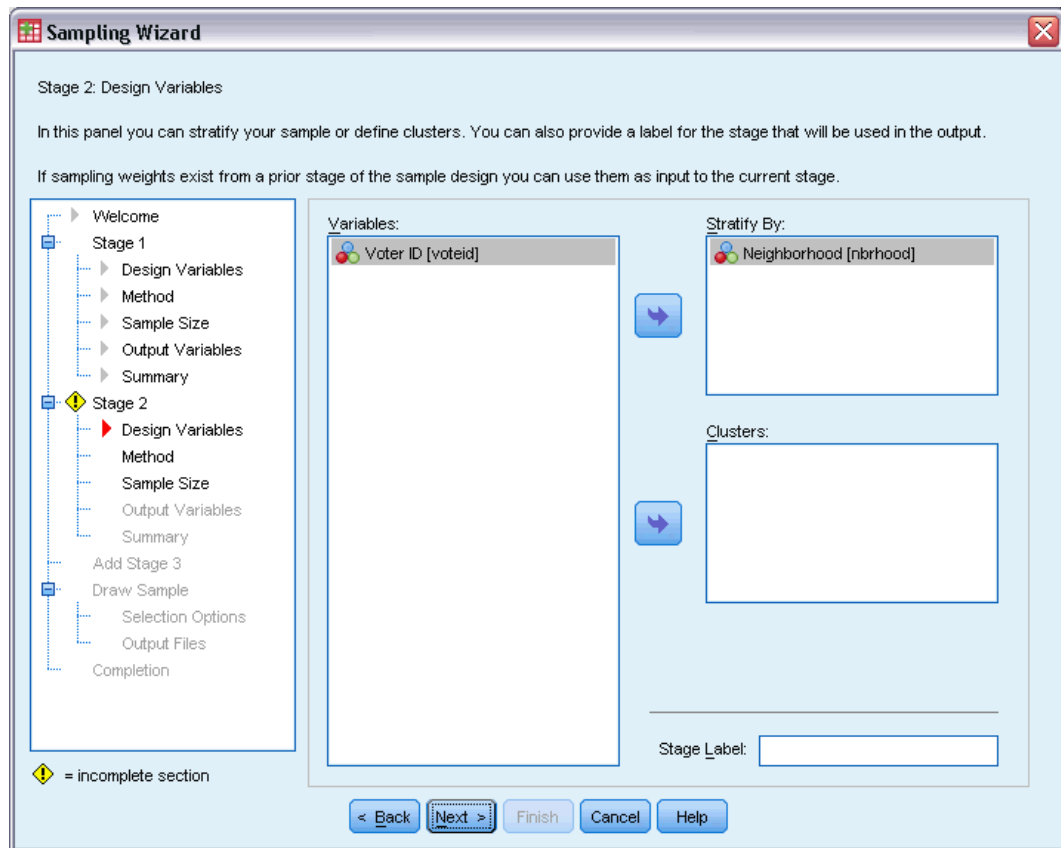 Sampling Wizard
Stage 2: Design Variables
In this panel you can stratify your sample or define clusters. You can also provide a label for the stage that will be used in the output.
If sampling weights exist from a prior stage of the sample design you can use them as input to the current stage.
Welcome
Stage 1
Design Variables
Method
Sample Size
Output Variables
Summary
Stage 2
Design Variables
Method
Sample Size
Output Variables
Summary
Add Stage 3
Draw Sample
Selection Options
Output Files
Completion
! = incomplete section
Variables:
Voter ID [voteid]
Stratify By:
Neighborhood [nbrhood]
Clusters:
Stage Label:
< Back
Next >
Finish
Cancel
Help